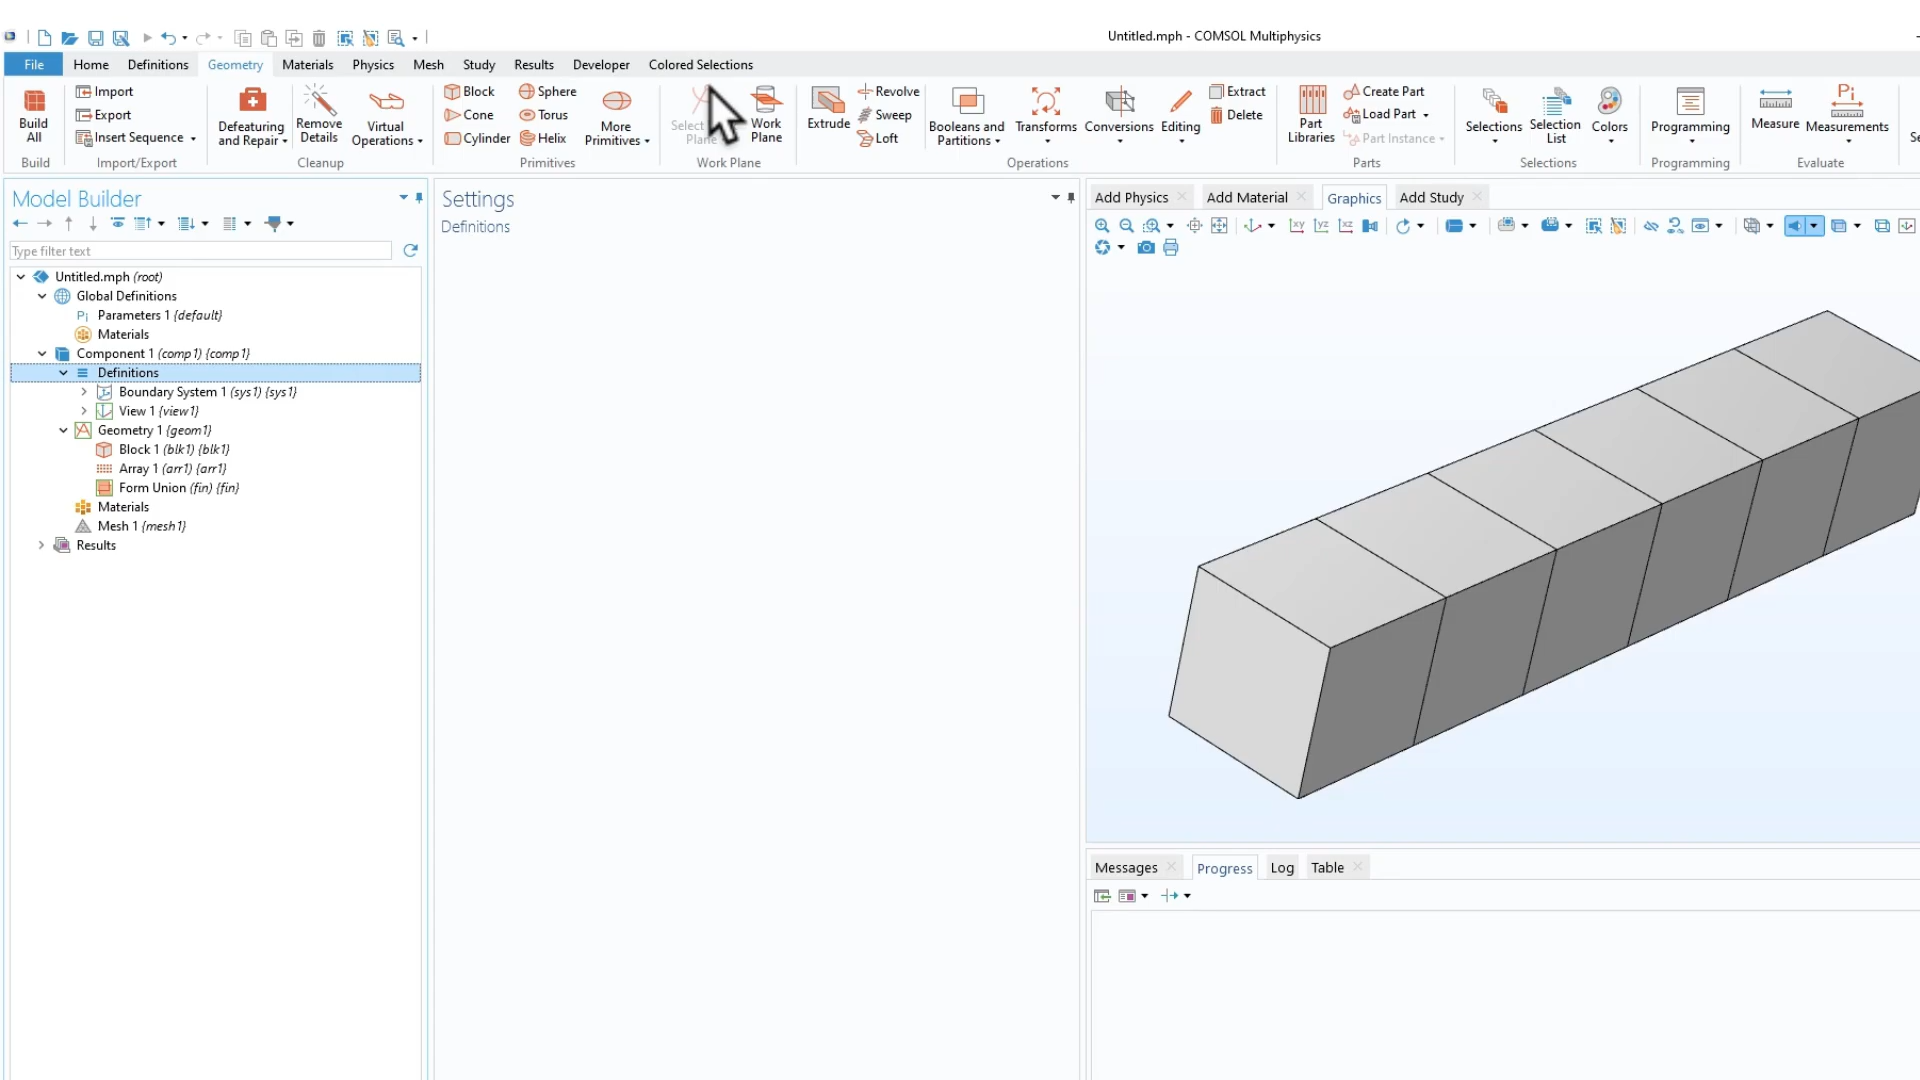 Untitled.mph - COMSOL Multiphysics
File Home Definitions Geometry Materials Physics Mesh Study Results Developer Colored Selections
Build All
Build
Import
Export
Insert Sequence
Import/Export
Defeaturing and Repair
Remove Details
Virtual Operations
Cleanup
Block
Cone
Cylinder
Sphere
Torus
Helix
More Primitives
Primitives
Select Plane
Work Plane
Work Plane
Extrude
Revolve
Sweep
Loft
Booleans and Partitions
Transforms
Conversions
Editing
Extract
Delete
Operations
Part Libraries
Create Part
Load Part
Part Instance
Parts
Selections
Selection List
Colors
Selections
Programming
Programming
Measure
Measurements
Evaluate
Model Builder
Type filter text
Untitled.mph (root)
Global Definitions
Pi Parameters 1 {default}
Materials
Component 1 (comp1) {comp1}
Definitions
Boundary System 1 (sys1) {sys1}
View 1 {view1}
Geometry 1 {geom1}
Block 1 (blk1) {blk1}
Array 1 (arr1) {arr1}
Form Union (fin) {fin}
Materials
Mesh 1 {mesh1}
Results
Settings
Definitions
Add Physics Add Material Graphics Add Study
xy yz xz
Messages Progress Log Table